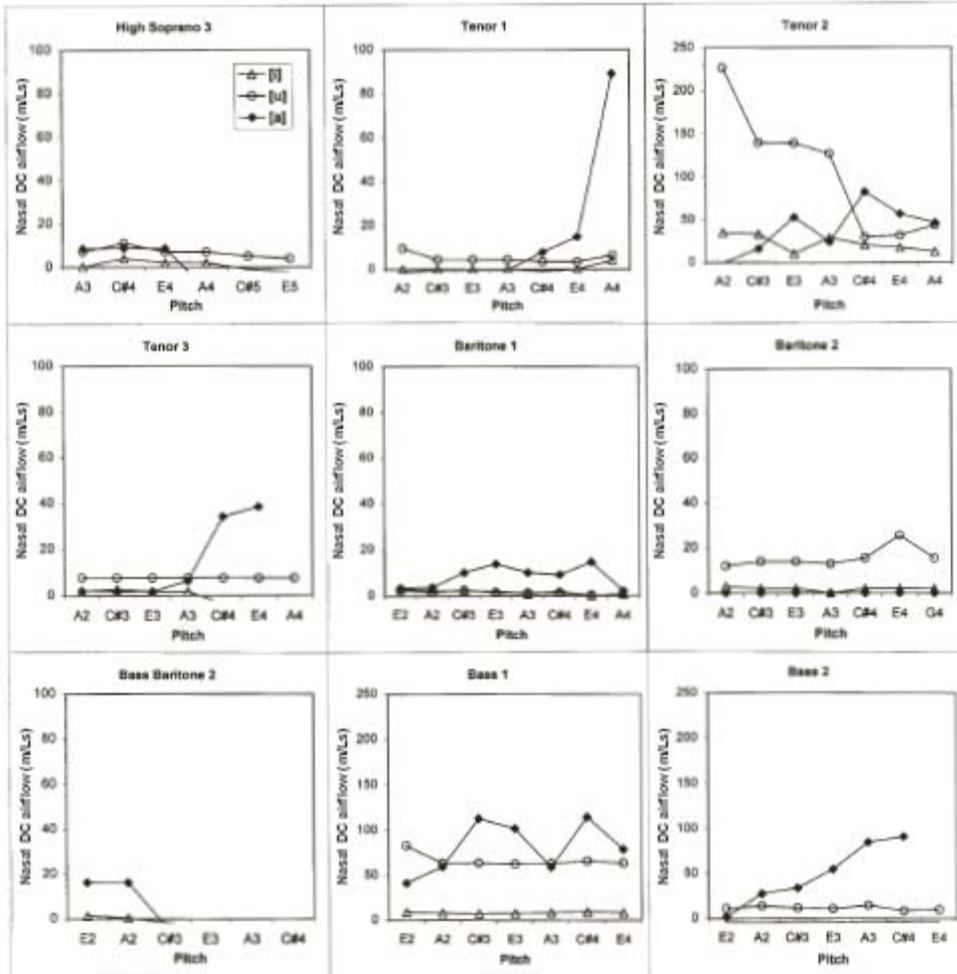 High Soprano 3
Nasal DC airflow (m/Ls)
100
80
60
40
20
0
[i]
[u]
[a]
A3 C#4 E4 A4 C#5 E5
Pitch
Tenor 1
Nasal DC airflow (m/Ls)
100
80
60
40
20
0
A2 C#3 E3 A3 C#4 E4 A4
Pitch
Tenor 2
Nasal DC airflow (m/Ls)
250
200
150
100
50
0
A2 C#3 E3 A3 C#4 E4 A4
Pitch
Tenor 3
Nasal DC airflow (m/Ls)
100
80
60
40
20
0
A2 C#3 E3 A3 C#4 E4 A4
Pitch
Baritone 1
Nasal DC airflow (m/Ls)
100
80
60
40
20
0
E2 A2 C#3 E3 A3 C#4 E4 A4
Pitch
Baritone 2
Nasal DC airflow (m/Ls)
100
80
60
40
20
0
A2 C#3 E3 A3 C#4 E4 G4
Pitch
Bass Baritone 2
Nasal DC airflow (m/Ls)
100
80
60
40
20
0
E2 A2 C#3 E3 A3 C#4
Pitch
Bass 1
Nasal DC airflow (m/Ls)
250
200
150
100
50
0
E2 A2 C#3 E3 A3 C#4 E4
Pitch
Bass 2
Nasal DC airflow (m/Ls)
250
200
150
100
50
0
E2 A2 C#3 E3 A3 C#4 E4
Pitch